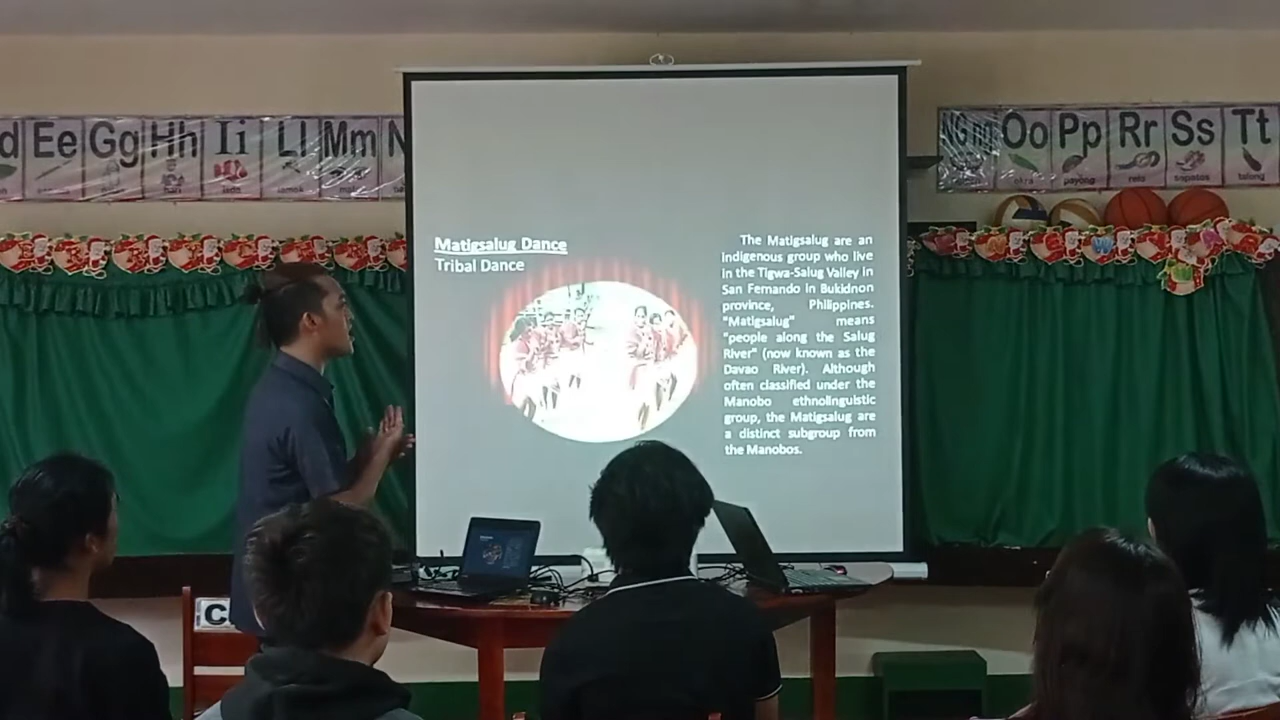 d Ee Gg Hh Ii Ll Mm N
NG ng Oo Pp Rr Ss Tt
okra payong relo sapatos talong
Matigsalug Dance
Tribal Dance
The Matigsalug are an
indigenous group who live
in the Tigwa-Salug Valley in
San Fernando in Bukidnon
province, Philippines.
"Matigsalug" means
"people along the Salug
River" (now known as the
Davao River). Although
often classified under the
Manobo ethnolinguistic
group, the Matigsalug are
a distinct subgroup from
the Manobos.
C